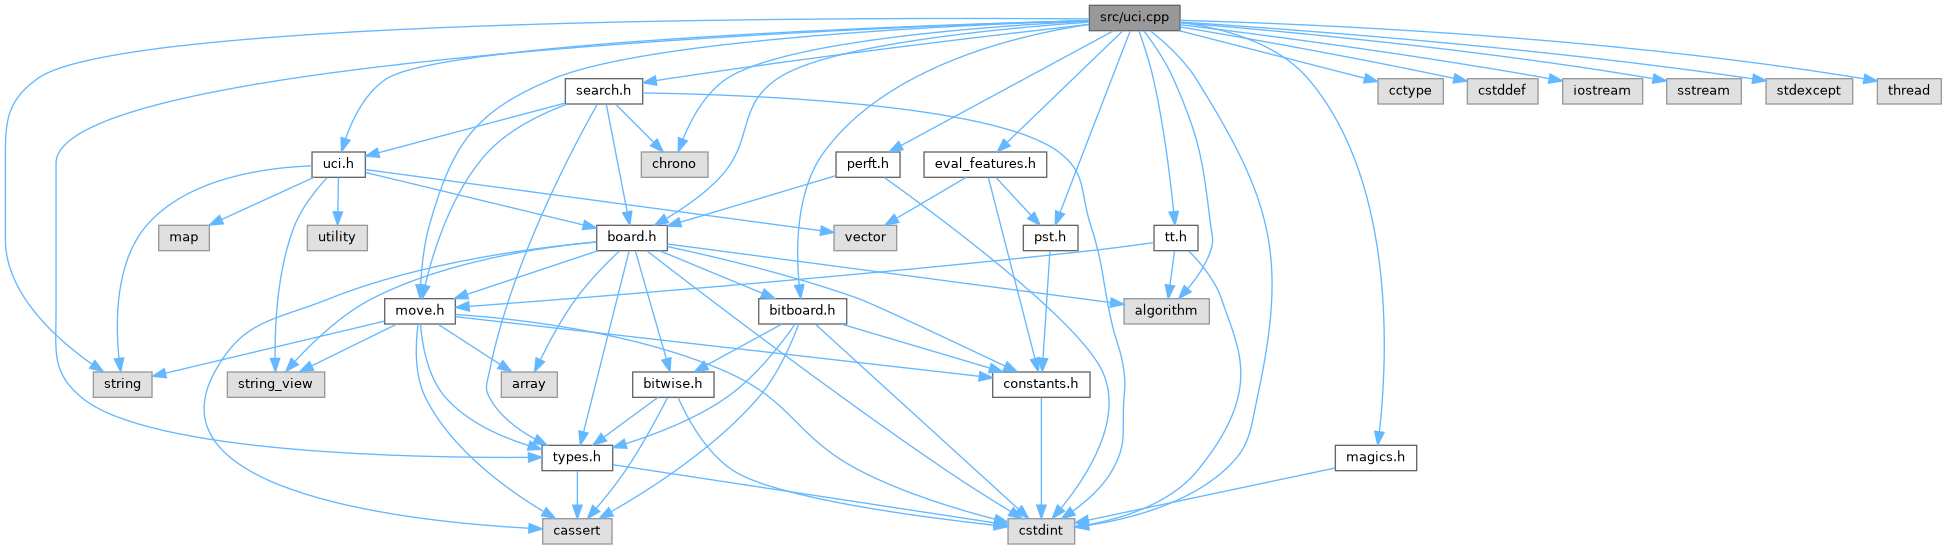 src/uci.cpp
search.h
cctype
cstddef
iostream
sstream
stdexcept
thread
uci.h
chrono
perft.h
eval_features.h
map
utility
board.h
vector
pst.h
tt.h
move.h
bitboard.h
algorithm
string
string_view
array
bitwise.h
constants.h
types.h
magics.h
cassert
cstdint